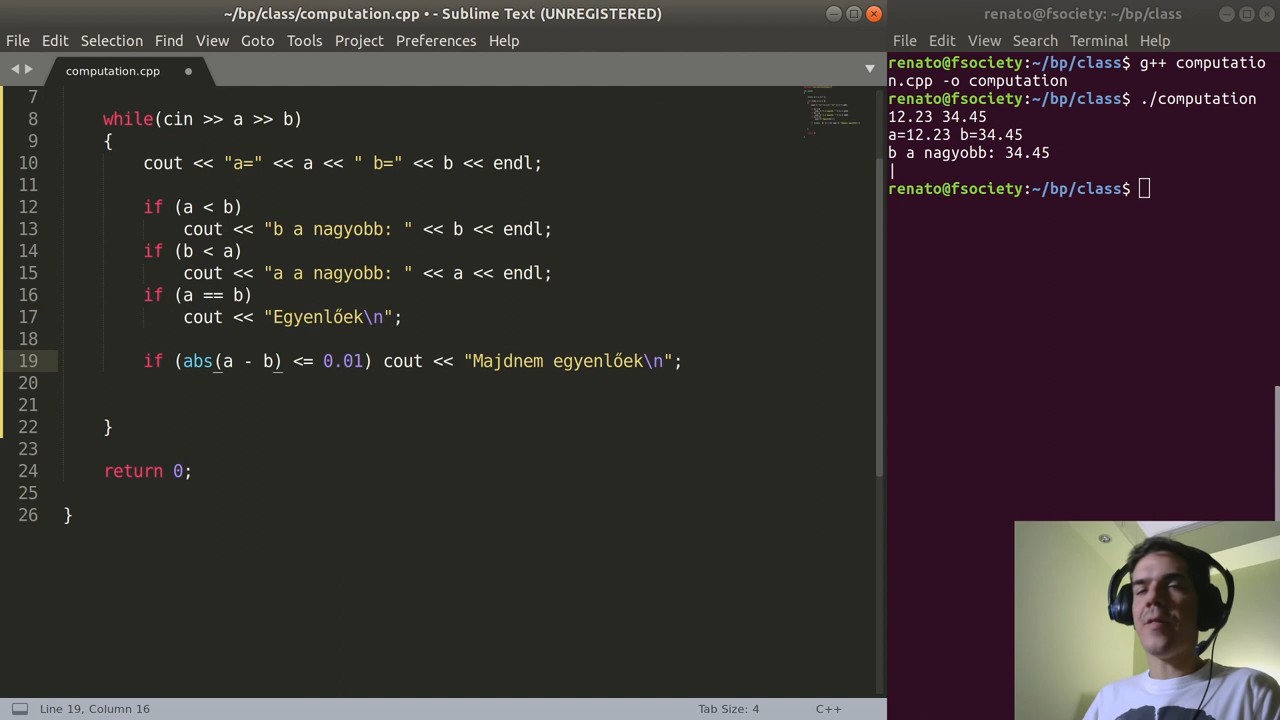 ~/bp/class/computation.cpp • - Sublime Text (UNREGISTERED)
File Edit Selection Find View Goto Tools Project Preferences Help
computation.cpp
7
8 while(cin >> a >> b)
9 {
10 cout << "a=" << a << " b=" << b << endl;
11
12 if (a < b)
13 cout << "b a nagyobb: " << b << endl;
14 if (b < a)
15 cout << "a a nagyobb: " << a << endl;
16 if (a == b)
17 cout << "Egyenlőek\n";
18
19 if (abs(a - b) <= 0.01) cout << "Majdnem egyenlőek\n";
20
21
22 }
23
24 return 0;
25
26 }
Line 19, Column 16 Tab Size: 4 C++
renato@fsociety: ~/bp/class
File Edit View Search Terminal Help
renato@fsociety:~/bp/class$ g++ computatio
n.cpp -o computation
renato@fsociety:~/bp/class$ ./computation
12.23 34.45
a=12.23 b=34.45
b a nagyobb: 34.45
|
renato@fsociety:~/bp/class$